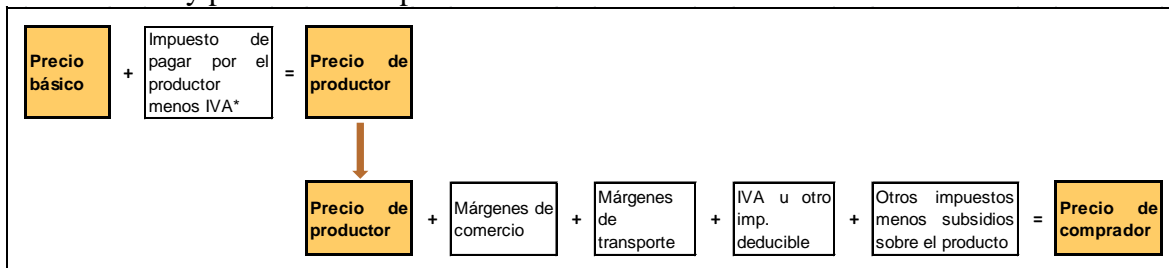 Precio básico + Impuesto de pagar por el productor menos IVA* = Precio de productor
Precio de productor + Márgenes de comercio + Márgenes de transporte + IVA u otro imp. deducible + Otros impuestos menos subsidios sobre el producto = Precio de comprador